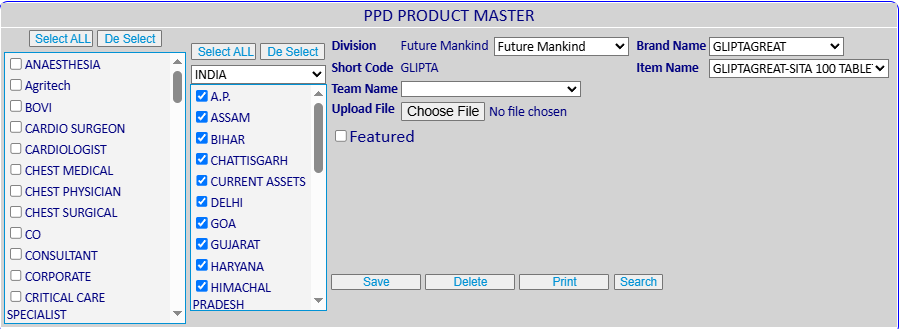 PPD PRODUCT MASTER
Select ALL De Select
ANAESTHESIA
Agritech
BOVI
CARDIO SURGEON
CARDIOLOGIST
CHEST MEDICAL
CHEST PHYSICIAN
CHEST SURGICAL
CO
CONSULTANT
CORPORATE
CRITICAL CARE
SPECIALIST
Select ALL De Select
INDIA
A.P.
ASSAM
BIHAR
CHATTISGARH
CURRENT ASSETS
DELHI
GOA
GUJARAT
HARYANA
HIMACHAL
PRADESH
Division Future Mankind Future Mankind Brand Name GLIPTAGREAT
Short Code GLIPTA Item Name GLIPTAGREAT-SITA 100 TABLET
Team Name
Upload File Choose File No file chosen
Featured
Save Delete Print Search